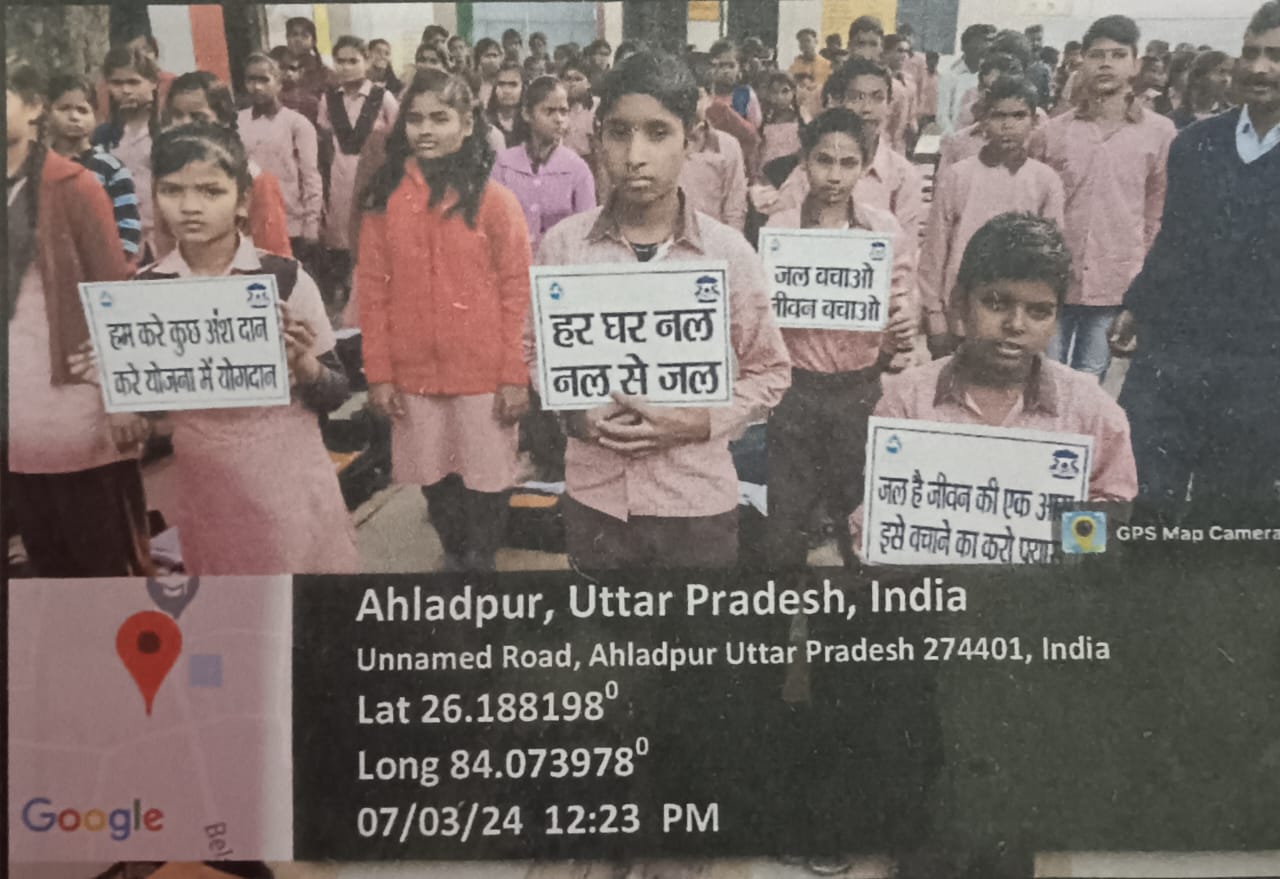 हम करे कुछ अंश दान
करे योजना में योगदान
हर घर नल
नल से जल
जल बचाओ
जीवन बचाओ
जल है जीवन की एक
इसे बचाने का करो
GPS Map Camera
Ahladpur, Uttar Pradesh, India
Unnamed Road, Ahladpur Uttar Pradesh 274401, India
Lat 26.188198⁰
Long 84.073978⁰
07/03/24 12:23 PM
Google